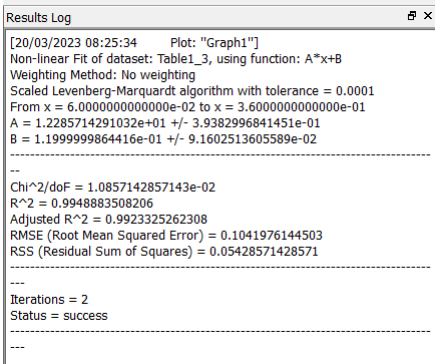 Results Log
[20/03/2023 08:25:34 Plot: "Graph1"]
Non-linear Fit of dataset: Table1_3, using function: A*x+B
Weighting Method: No weighting
Scaled Levenberg-Marquardt algorithm with tolerance = 0.0001
From x = 6.0000000000000e-02 to x = 3.6000000000000e-01
A = 1.2285714291032e+01 +/- 3.9382996841451e-01
B = 1.1999999864416e-01 +/- 9.1602513605589e-02
--------------------------------------------------------------------------------------
--
Chi^2/doF = 1.0857142857143e-02
R^2 = 0.9948883508206
Adjusted R^2 = 0.9923325262308
RMSE (Root Mean Squared Error) = 0.1041976144503
RSS (Residual Sum of Squares) = 0.05428571428571
--------------------------------------------------------------------------------------
---
Iterations = 2
Status = success
--------------------------------------------------------------------------------------
---